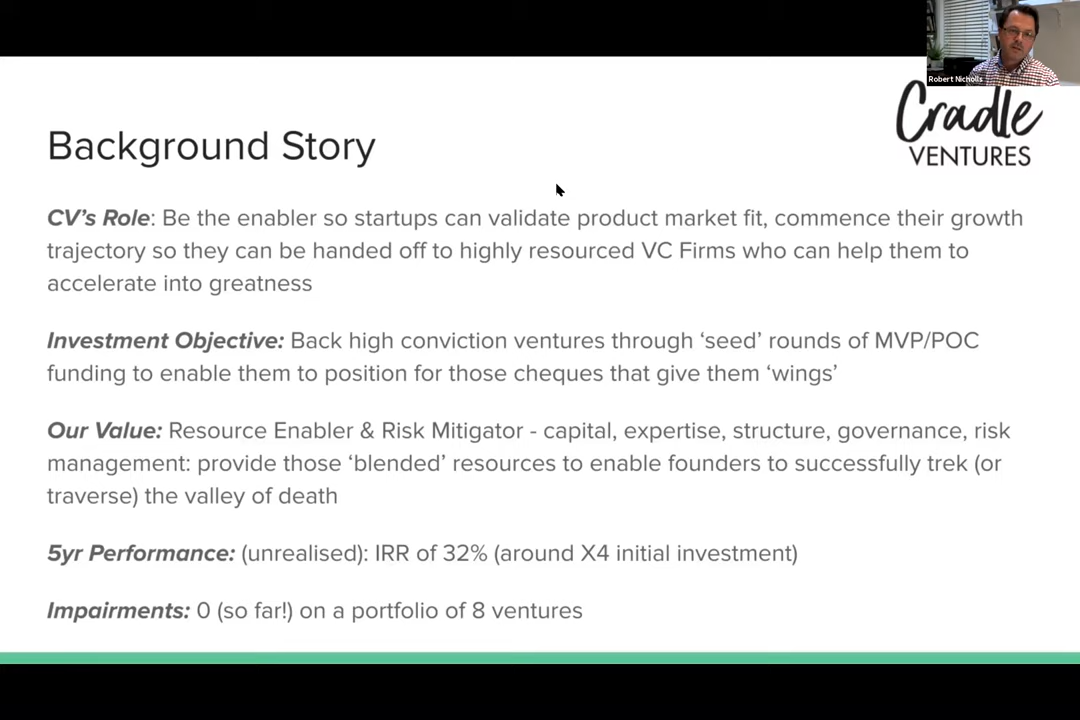 Robert Nicholls
Cradle
VENTURES
Background Story
CV's Role: Be the enabler so startups can validate product market fit, commence their growth
trajectory so they can be handed off to highly resourced VC Firms who can help them to
accelerate into greatness
Investment Objective: Back high conviction ventures through ‘seed’ rounds of MVP/POC
funding to enable them to position for those cheques that give them ‘wings’
Our Value: Resource Enabler & Risk Mitigator - capital, expertise, structure, governance, risk
management: provide those ‘blended’ resources to enable founders to successfully trek (or
traverse) the valley of death
5yr Performance: (unrealised): IRR of 32% (around X4 initial investment)
Impairments: 0 (so far!) on a portfolio of 8 ventures